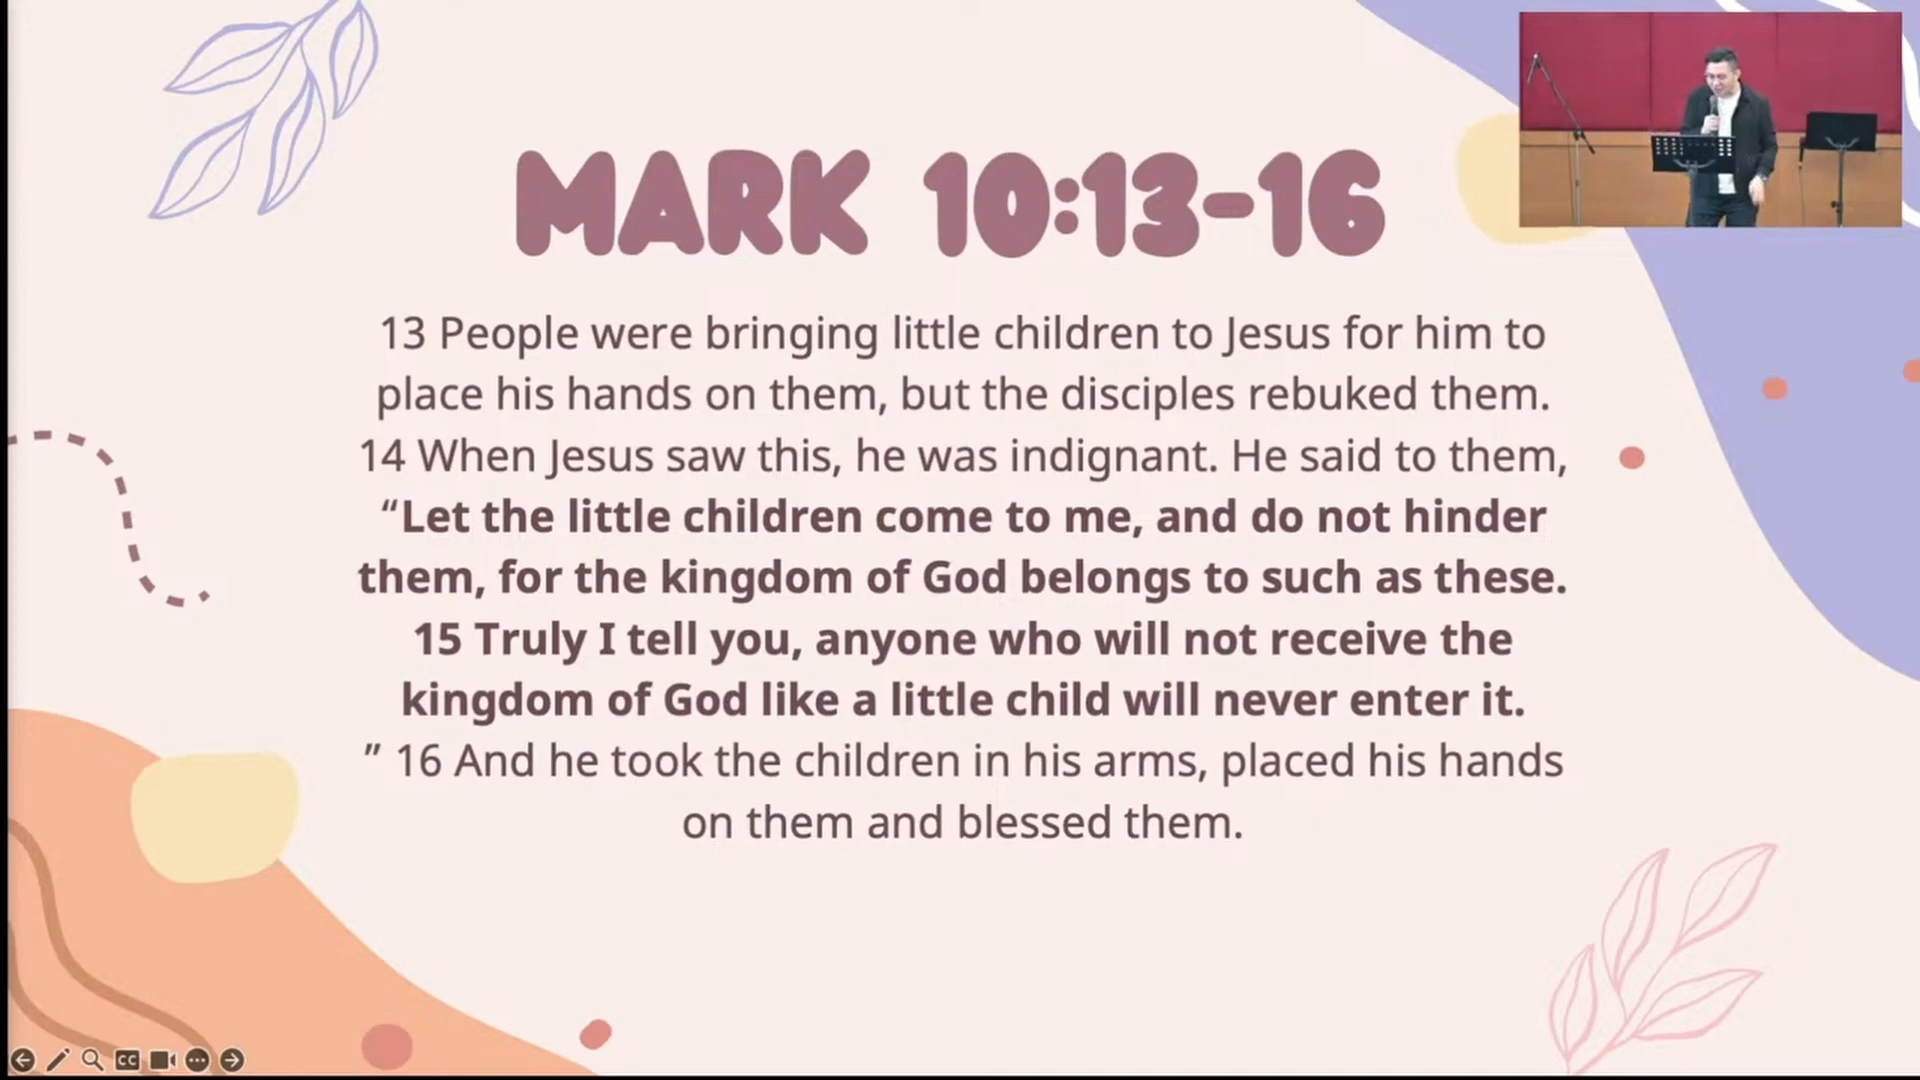 MARK 10:13-16
13 People were bringing little children to Jesus for him to
place his hands on them, but the disciples rebuked them.
14 When Jesus saw this, he was indignant. He said to them,
“Let the little children come to me, and do not hinder
them, for the kingdom of God belongs to such as these.
15 Truly I tell you, anyone who will not receive the
kingdom of God like a little child will never enter it.
” 16 And he took the children in his arms, placed his hands
on them and blessed them.
CC